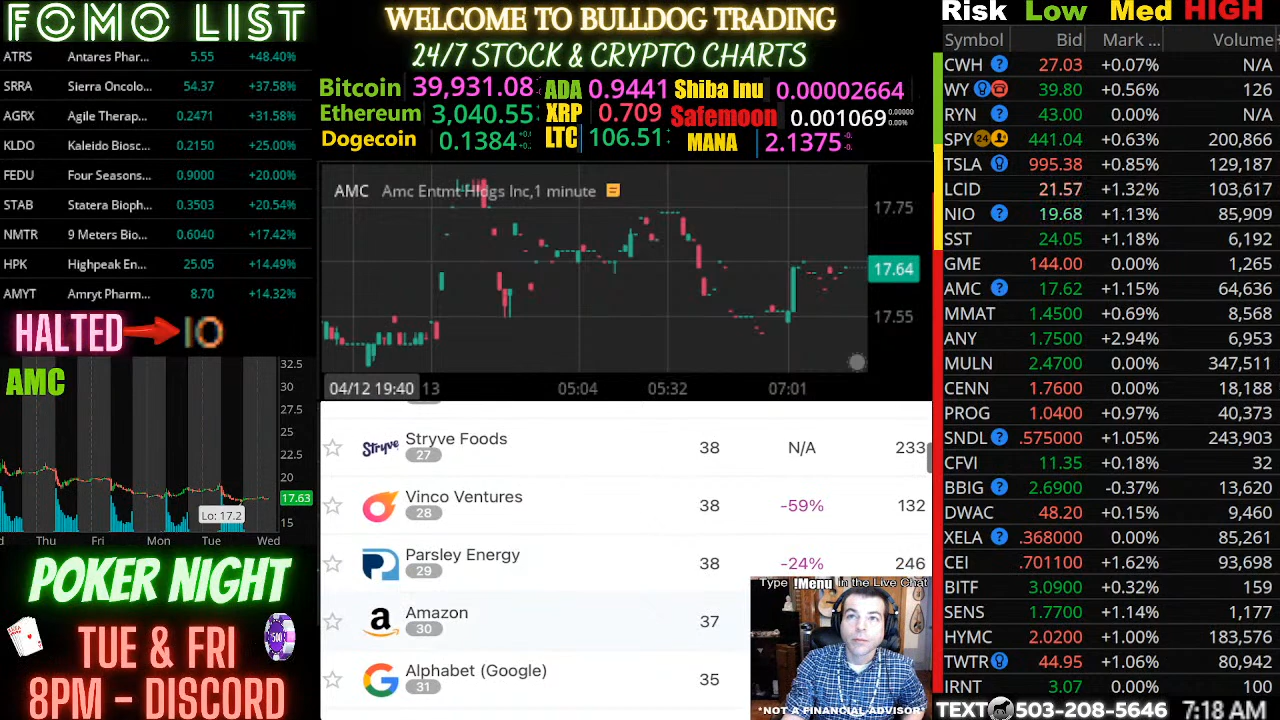 FOMO LIST
ATRS Antares Phar... 5.55 +48.40%
SRRA Sierra Oncolo... 54.37 +37.58%
AGRX Agile Therap... 0.2471 +31.58%
KLDO Kaleido Biosc... 0.2150 +25.00%
FEDU Four Seasons... 0.9000 +20.00%
STAB Statera Bioph... 0.3503 +20.54%
NMTR 9 Meters Bio... 0.6040 +17.42%
HPK Highpeak En... 25.05 +14.49%
AMYT Amryt Pharm... 8.70 +14.32%
HALTED 10
AMC
32.5
30
27.5
25
22.5
20
17.63
15
Lo: 17.2
Thu Fri Mon Tue Wed
POKER NIGHT
TUE & FRI
8PM - DISCORD
500
WELCOME TO BULLDOG TRADING
24/7 STOCK & CRYPTO CHARTS
Bitcoin 39,931.08 ADA 0.9441 Shiba Inu 0.00002664
Ethereum 3,040.55 XRP 0.709 Safemoon 0.001069 0.00000 0.00%
Dogecoin 0.1384 LTC 106.51 MANA 2.1375
AMC Amc Entmt Hldgs Inc,1 minute
17.75
17.64
17.55
04/12 19:40 13 05:04 05:32 07:01
Stryve Stryve Foods 38 N/A 233
27
Vinco Ventures 38 -59% 132
28
Parsley Energy 38 -24% 246
29
Amazon 37
30
Alphabet (Google) 35
31
Type !Menu in the Live Chat
*NOT A FINANCIAL ADVISOR*
Risk Low Med HIGH
Symbol Bid Mark ... Volume
CWH 27.03 +0.07% N/A
WY 39.80 +0.56% 126
RYN 43.00 0.00% N/A
SPY 24 441.04 +0.63% 200,866
TSLA 995.38 +0.85% 129,187
LCID 21.57 +1.32% 103,617
NIO 19.68 +1.13% 85,909
SST 24.05 +1.18% 6,192
GME 144.00 0.00% 1,265
AMC 17.62 +1.15% 64,636
MMAT 1.4500 +0.69% 8,568
ANY 1.7500 +2.94% 6,953
MULN 2.4700 0.00% 347,511
CENN 1.7600 0.00% 18,188
PROG 1.0400 +0.97% 40,373
SNDL .575000 +1.05% 243,903
CFVI 11.35 +0.18% 32
BBIG 2.6900 -0.37% 13,620
DWAC 48.20 +0.15% 9,460
XELA .368000 0.00% 85,261
CEI .701100 +1.62% 93,698
BITF 3.0900 +0.32% 159
SENS 1.7700 +1.14% 1,177
HYMC 2.0200 +1.00% 183,576
TWTR 44.95 +1.06% 80,942
IRNT 3.07 0.00% 100
TEXT 503-208-5646 7:18 AM